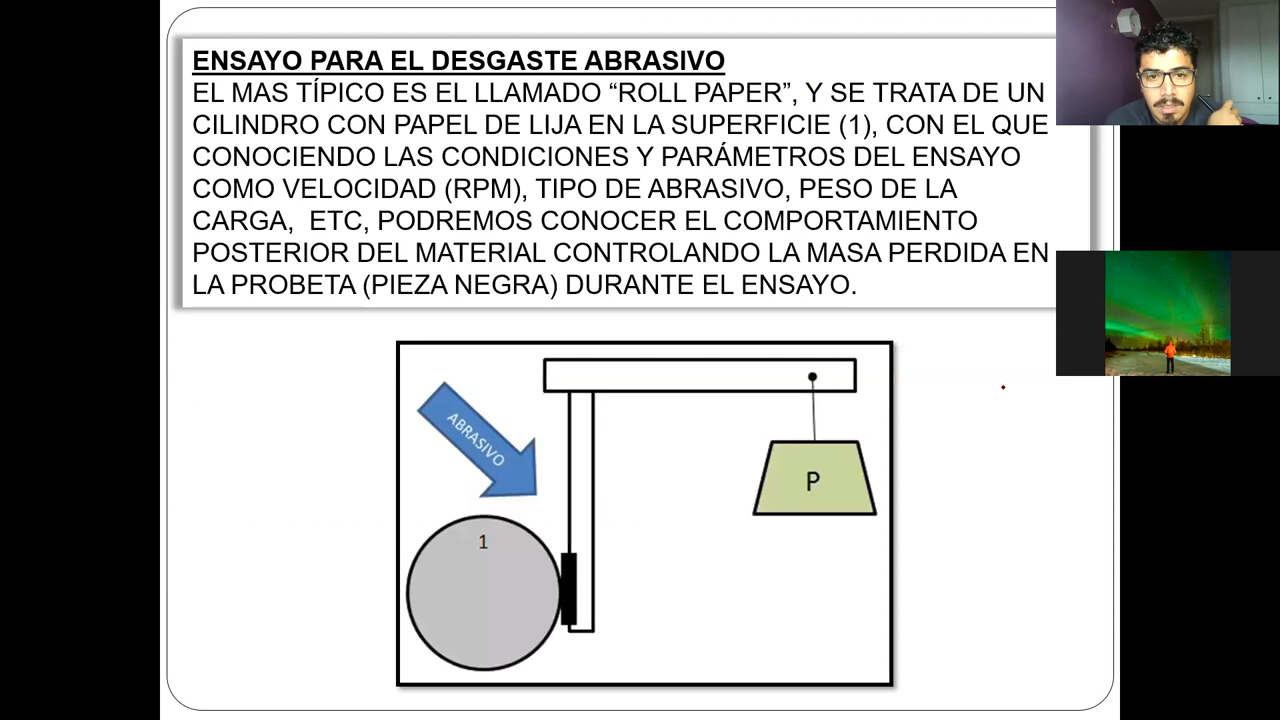 ENSAYO PARA EL DESGASTE ABRASIVO
EL MAS TÍPICO ES EL LLAMADO “ROLL PAPER”, Y SE TRATA DE UN
CILINDRO CON PAPEL DE LIJA EN LA SUPERFICIE (1), CON EL QUE
CONOCIENDO LAS CONDICIONES Y PARÁMETROS DEL ENSAYO
COMO VELOCIDAD (RPM), TIPO DE ABRASIVO, PESO DE LA
CARGA,  ETC, PODREMOS CONOCER EL COMPORTAMIENTO
POSTERIOR DEL MATERIAL CONTROLANDO LA MASA PERDIDA EN
LA PROBETA (PIEZA NEGRA) DURANTE EL ENSAYO.
ABRASIVO
P
1